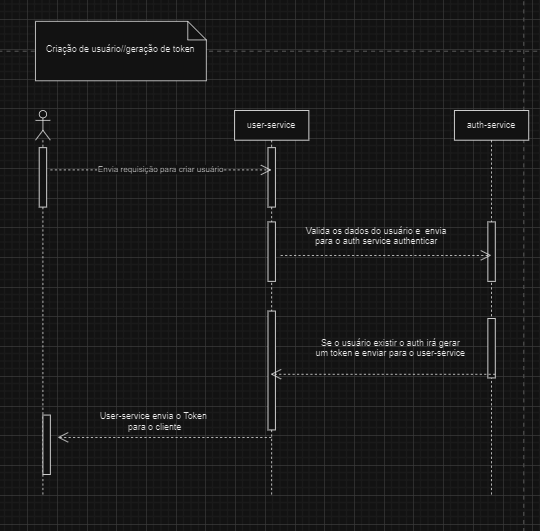 Criação de usuário//geração de token
user-service
auth-service
Envia requisição para criar usuário
Valida os dados do usuário e envia
para o auth service authenticar
Se o usuário existir o auth irá gerar
um token e enviar para o user-service
User-service envia o Token
para o cliente